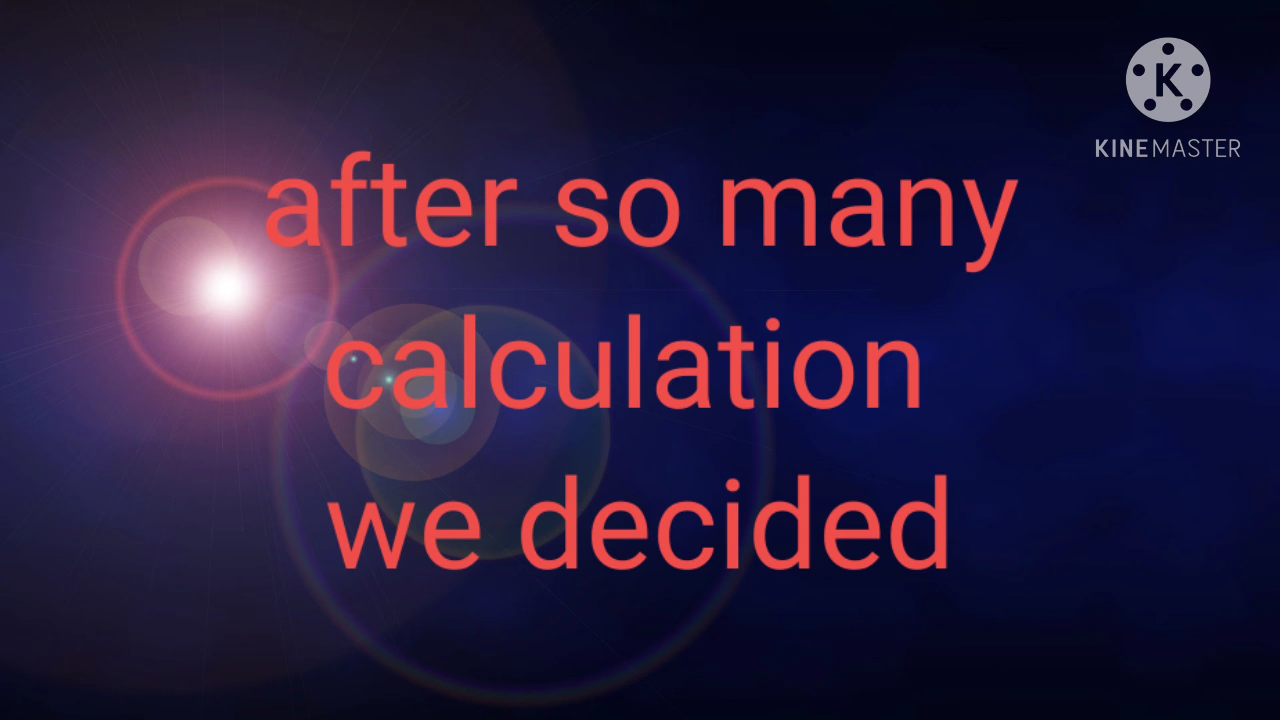 K
KINEMASTER
after so many
calculation
we decided